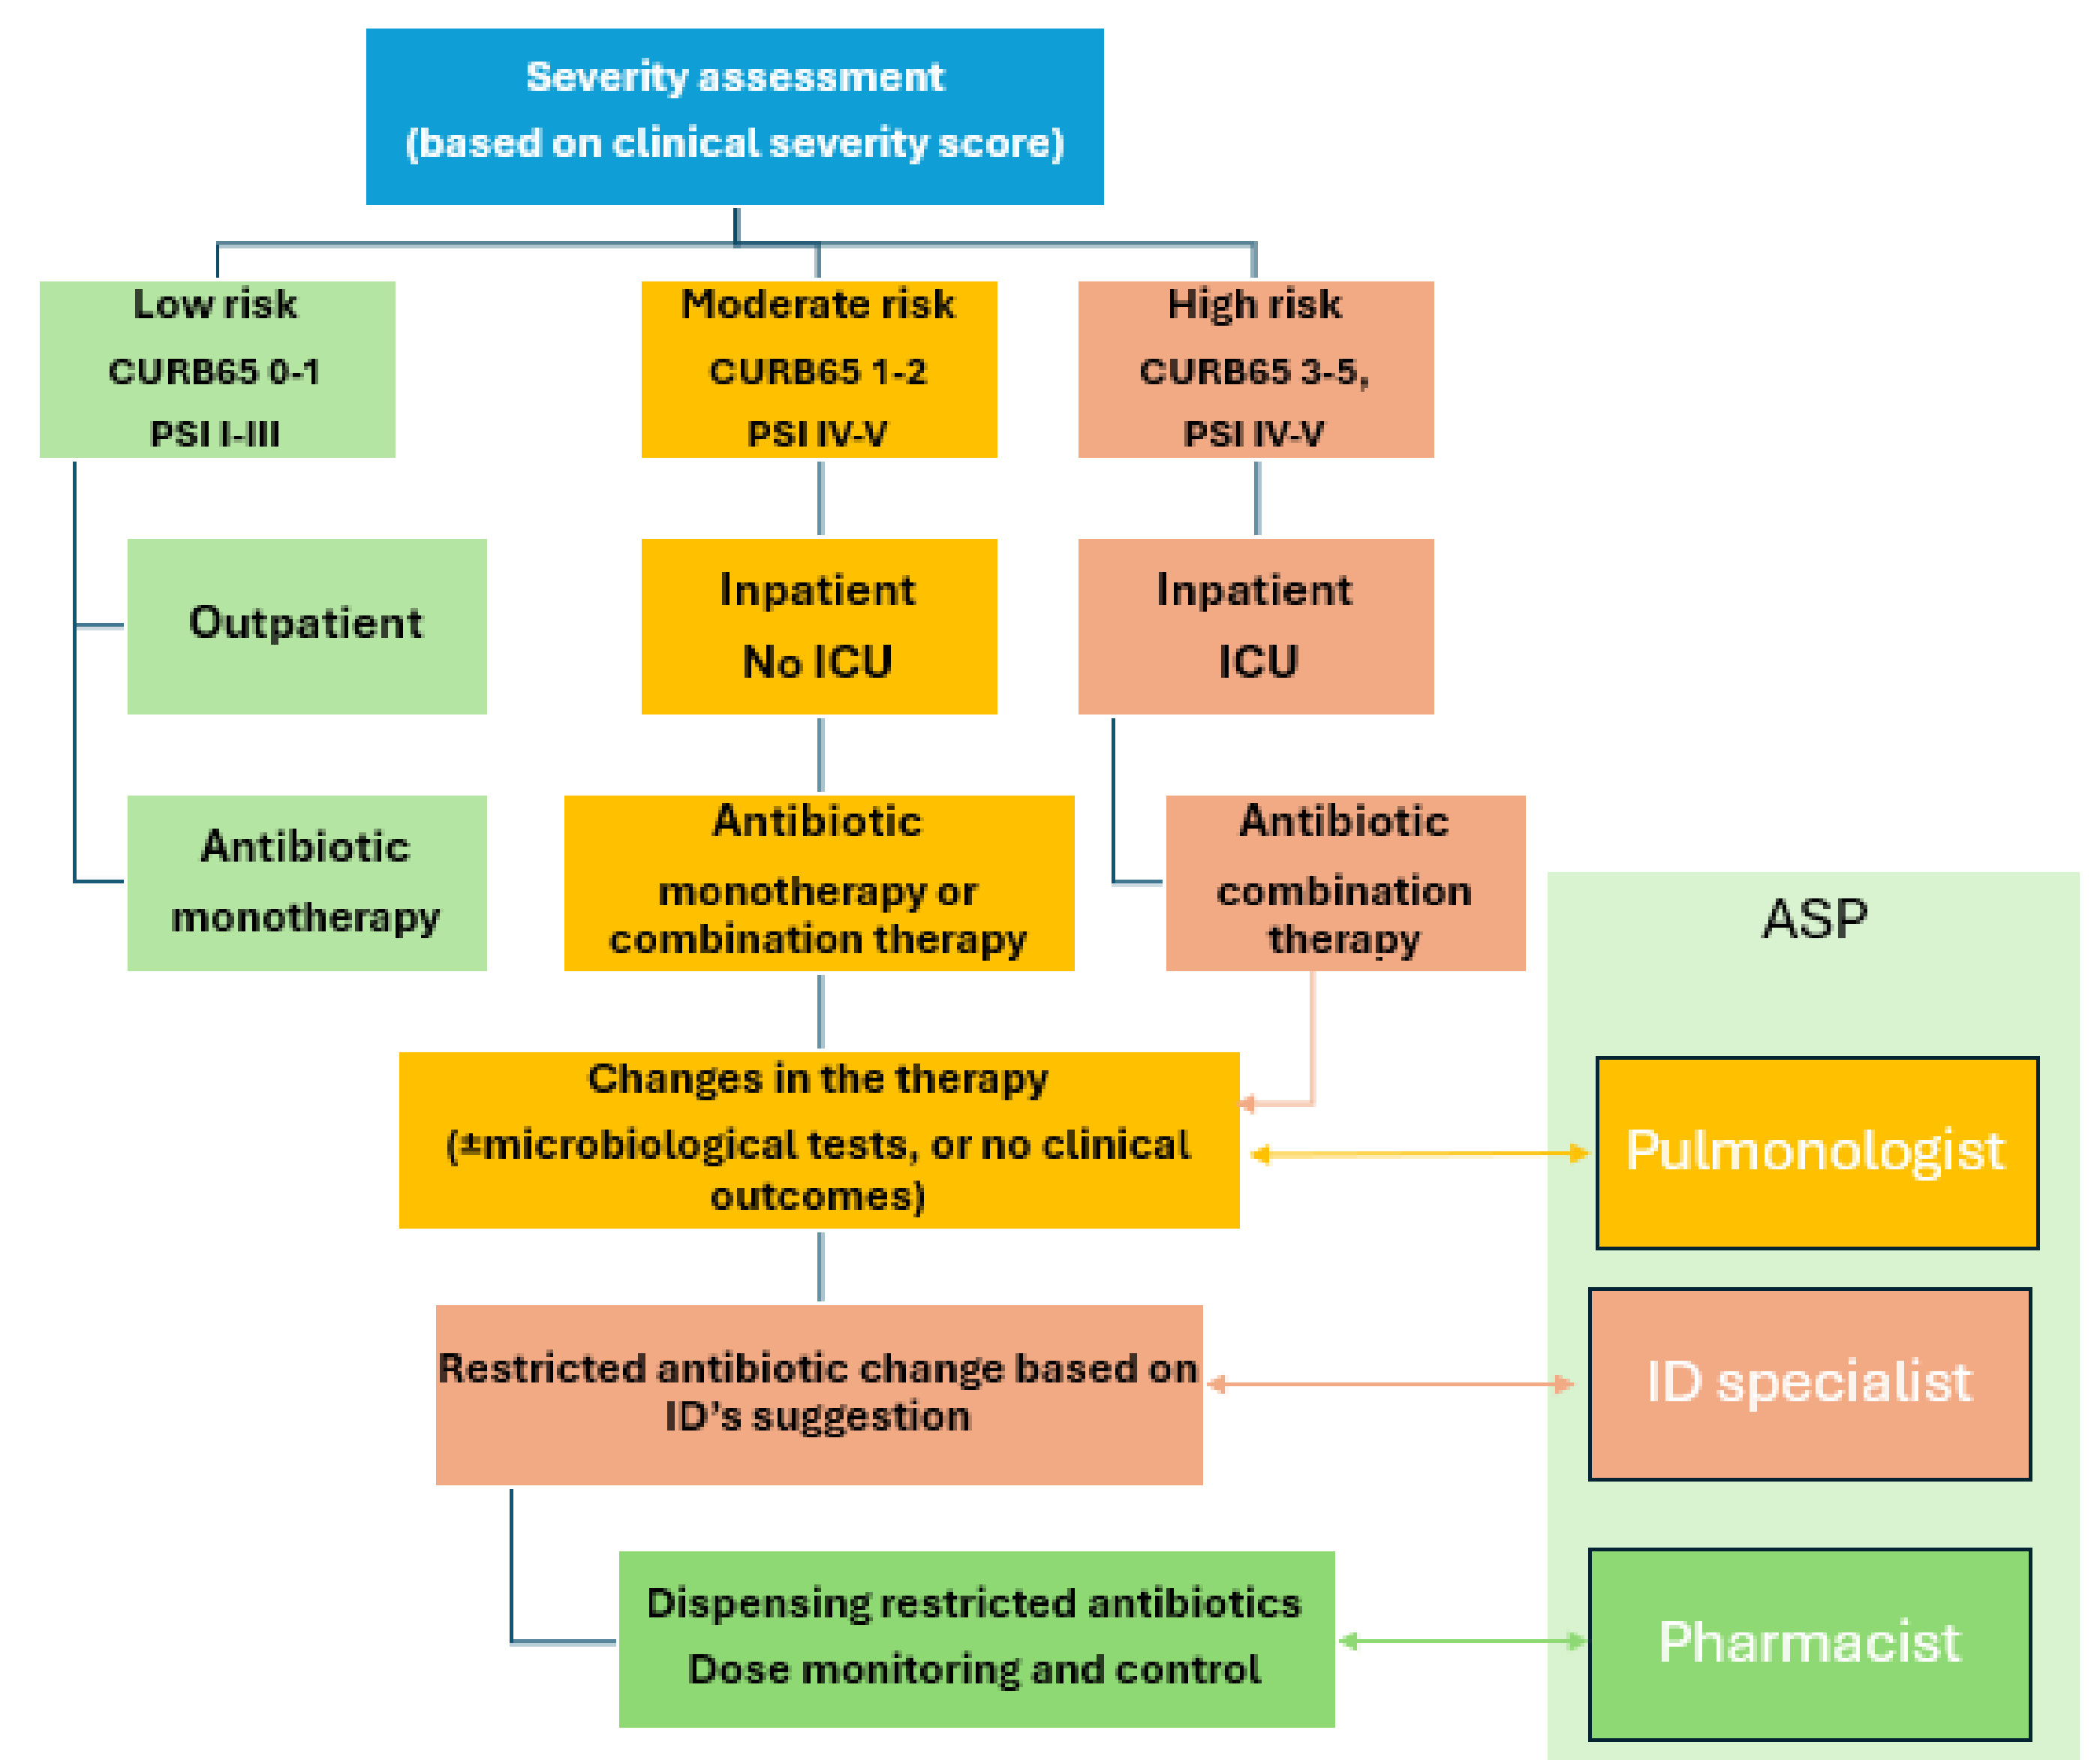 Severity assessment
(based on clinical severity score)
Low risk
CURB65 0-1
PSI I-III
Moderate risk
CURB65 1-2
PSI IV-V
High risk
CURB65 3-5,
PSI IV-V
Outpatient
Inpatient
No ICU
Inpatient
ICU
Antibiotic
monotherapy
Antibiotic
monotherapy or
combination therapy
Antibiotic
combination
therapy
ASP
Changes in the therapy
(±microbiological tests, or no clinical
outcomes)
Pulmonologist
Restricted antibiotic change based on
ID's suggestion
ID specialist
Dispensing restricted antibiotics
Dose monitoring and control
Pharmacist